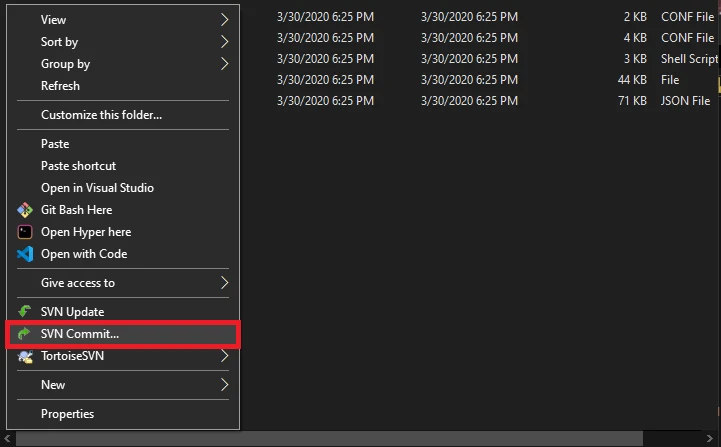 View
Sort by
Group by
Refresh
Customize this folder...
Paste
Paste shortcut
Open in Visual Studio
Git Bash Here
Open Hyper here
Open with Code
Give access to
SVN Update
SVN Commit...
TortoiseSVN
New
Properties
3/30/2020 6:25 PM 3/30/2020 6:25 PM 2 KB CONF File
3/30/2020 6:25 PM 3/30/2020 6:25 PM 4 KB CONF File
3/30/2020 6:25 PM 3/30/2020 6:25 PM 3 KB Shell Script
3/30/2020 6:25 PM 3/30/2020 6:25 PM 44 KB File
3/30/2020 6:25 PM 3/30/2020 6:25 PM 71 KB JSON File